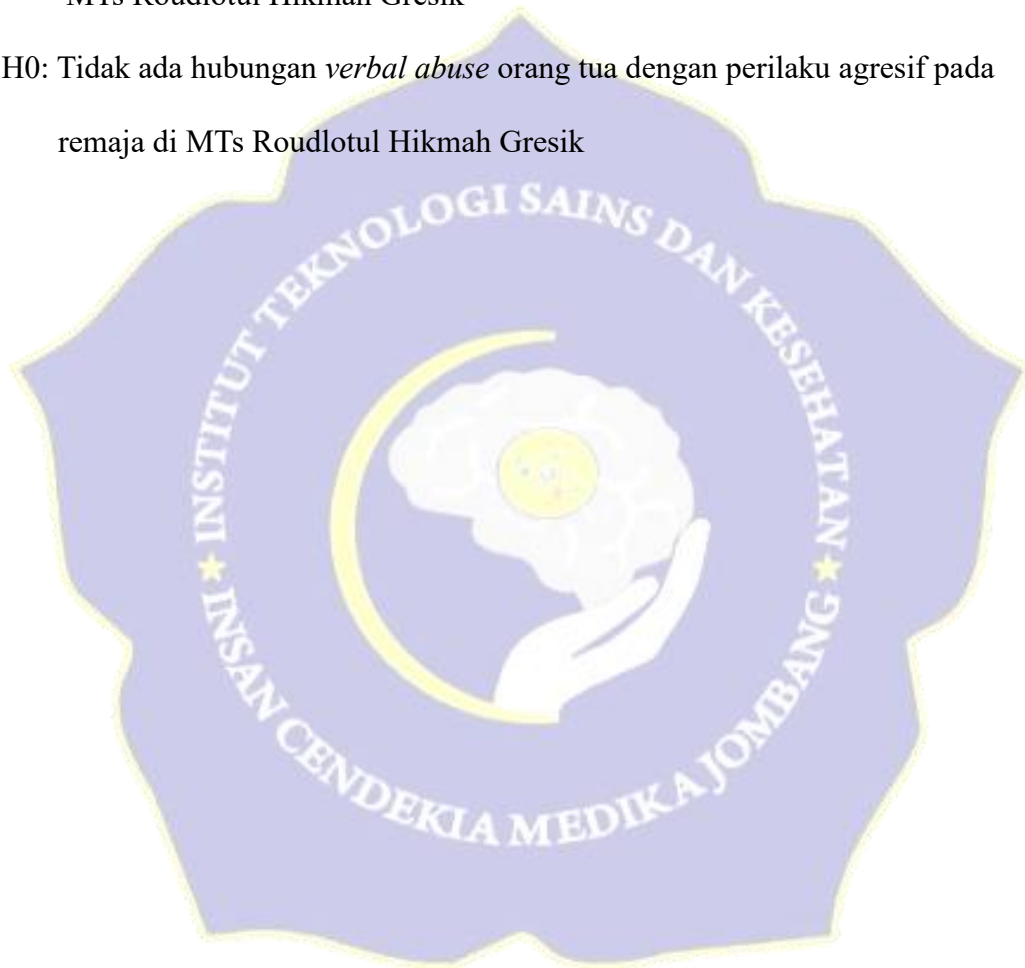 MTs Roudlotul Hikmah Gresik
H0: Tidak ada hubungan verbal abuse orang tua dengan perilaku agresif pada
remaja di MTs Roudlotul Hikmah Gresik
INSTITUT TEKNOLOGI SAINS DAN KESEHATAN
INSAN CENDEKIA MEDIKA JOMBANG